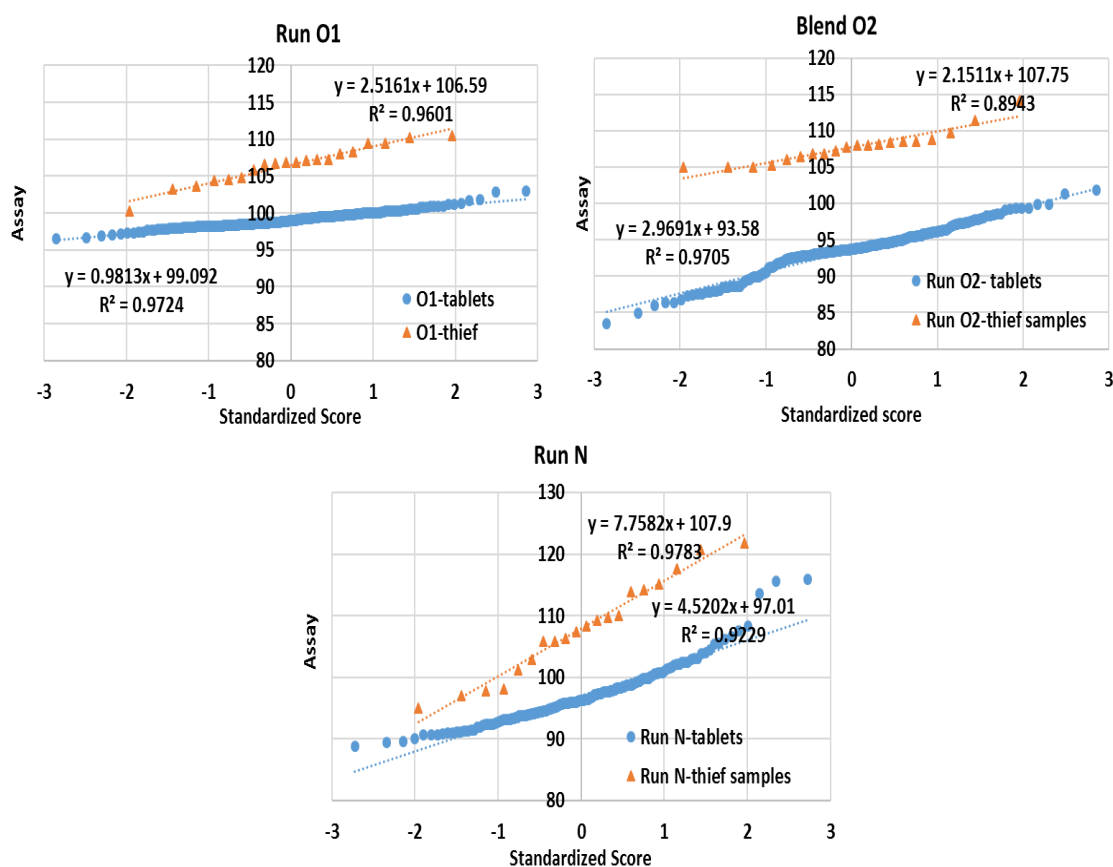 Run O1
120
115
110
105
100
95
90
85
80
Assay
y = 2.5161x + 106.59
R² = 0.9601
y = 0.9813x + 99.092
R² = 0.9724
O1-tablets
O1-thief
-3 -2 -1 0 1 2 3
Standardized Score
Blend O2
120
115
110
105
100
95
90
85
80
Assay
y = 2.1511x + 107.75
R² = 0.8943
y = 2.9691x + 93.58
R² = 0.9705
Run O2- tablets
Run O2-thief samples
-3 -2 -1 0 1 2 3
Standardized score
Run N
130
120
110
100
90
80
Assay
y = 7.7582x + 107.9
R² = 0.9783
y = 4.5202x + 97.01
R² = 0.9229
Run N-tablets
Run N-thief samples
-3 -2 -1 0 1 2 3
Standardized Score